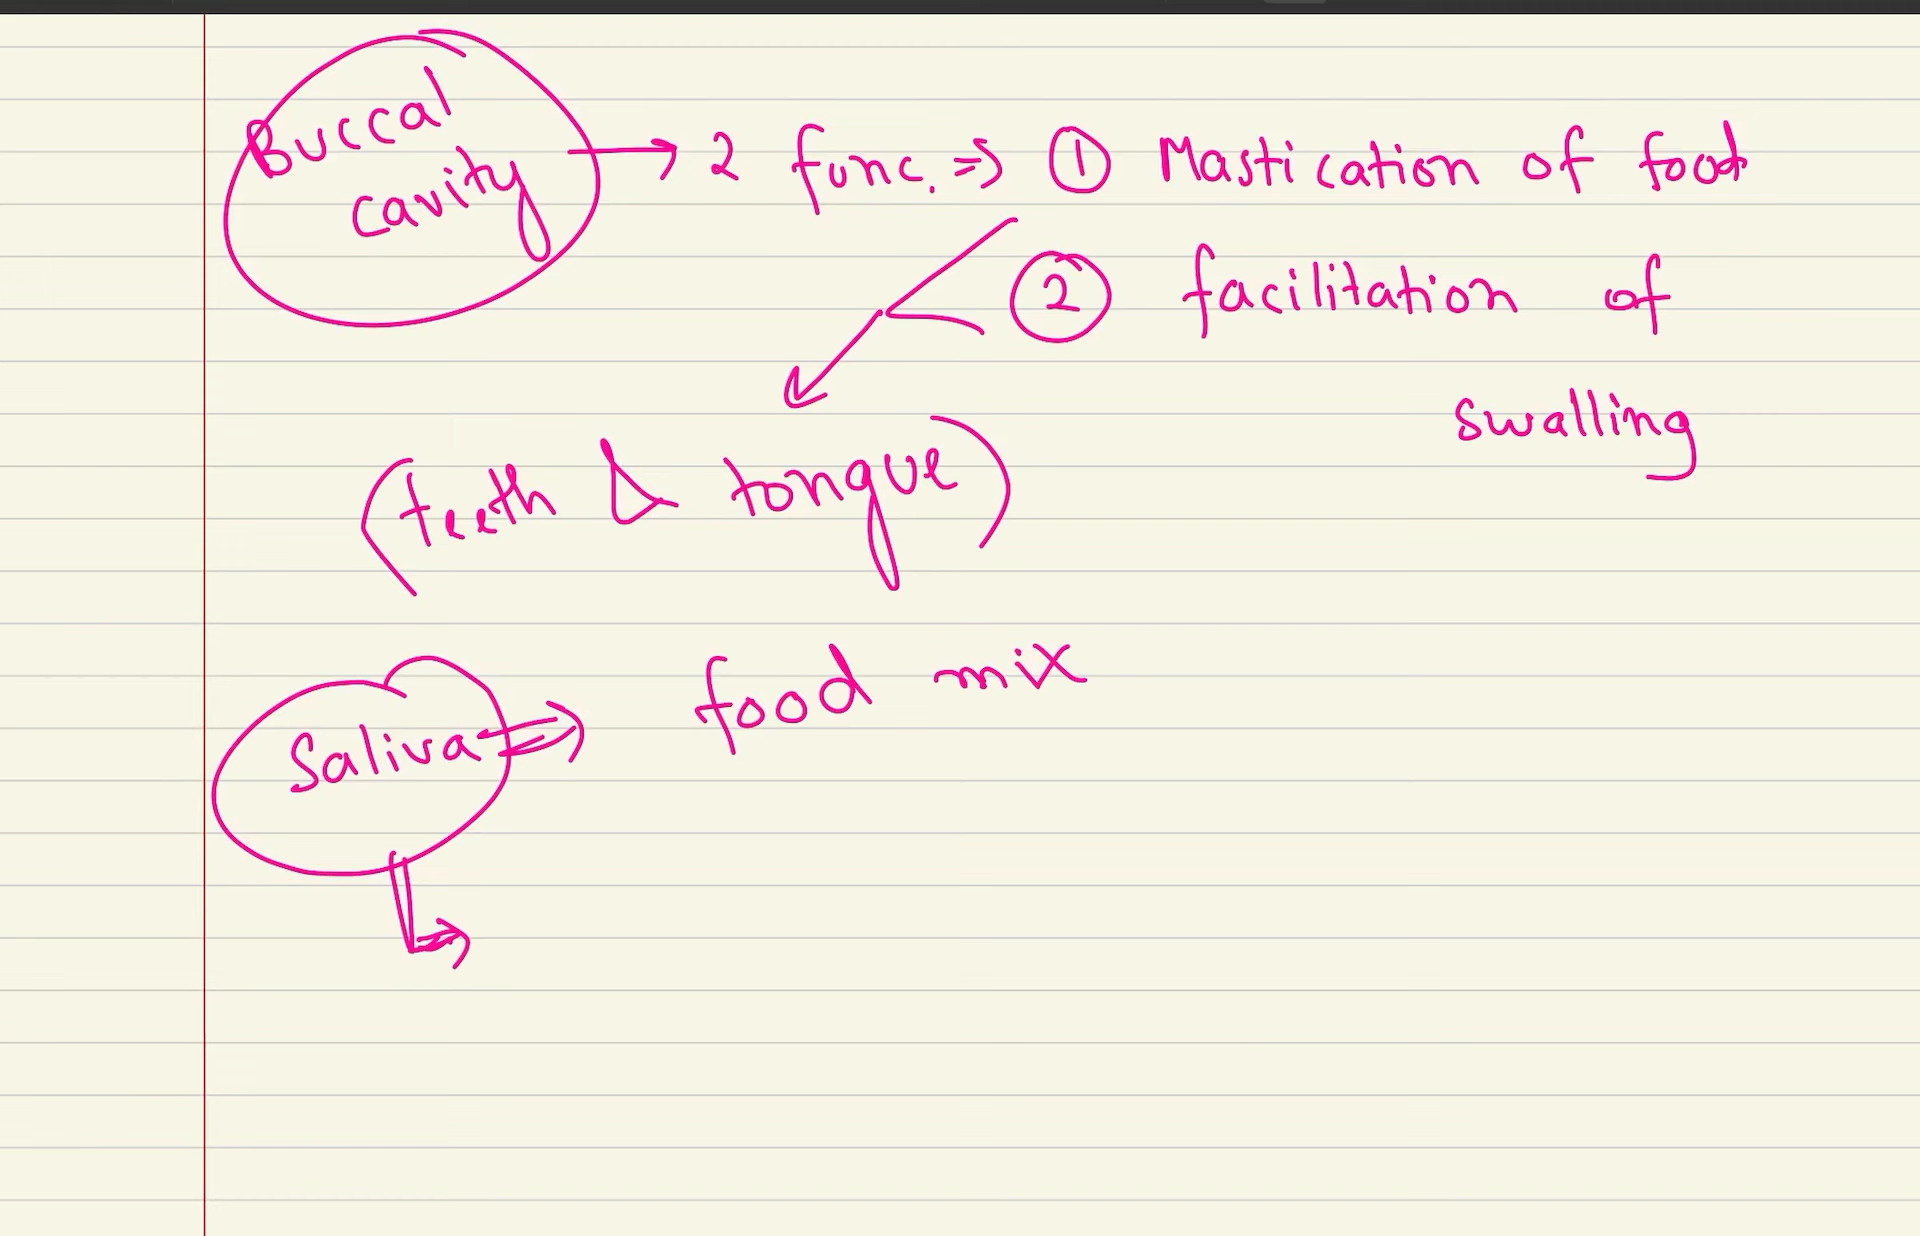 Buccal
cavity → 2 func. => ① Mastication of food
② facilitation of
swalling
(teeth & tongue)
Saliva => food mix